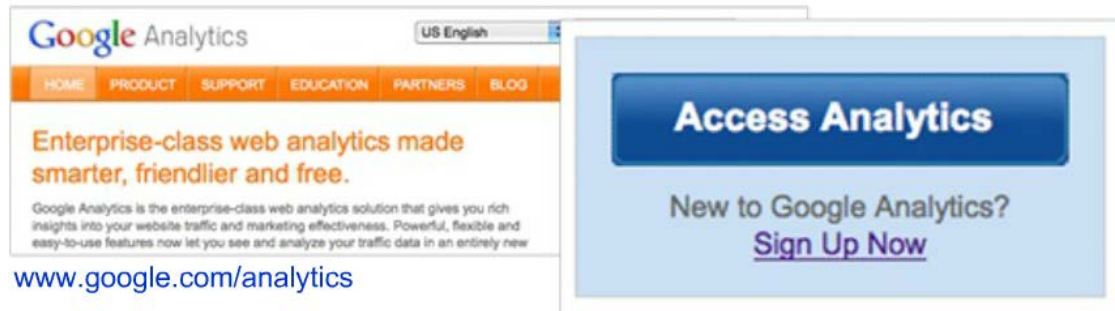 Google Analytics
US English
HOME PRODUCT SUPPORT EDUCATION PARTNERS BLOG
Enterprise-class web analytics made
smarter, friendlier and free.
Google Analytics is the enterprise-class web analytics solution that gives you rich
insights into your website traffic and marketing effectiveness. Powerful, flexible and
easy-to-use features now let you see and analyze your traffic data in an entirely new
www.google.com/analytics
Access Analytics
New to Google Analytics?
Sign Up Now